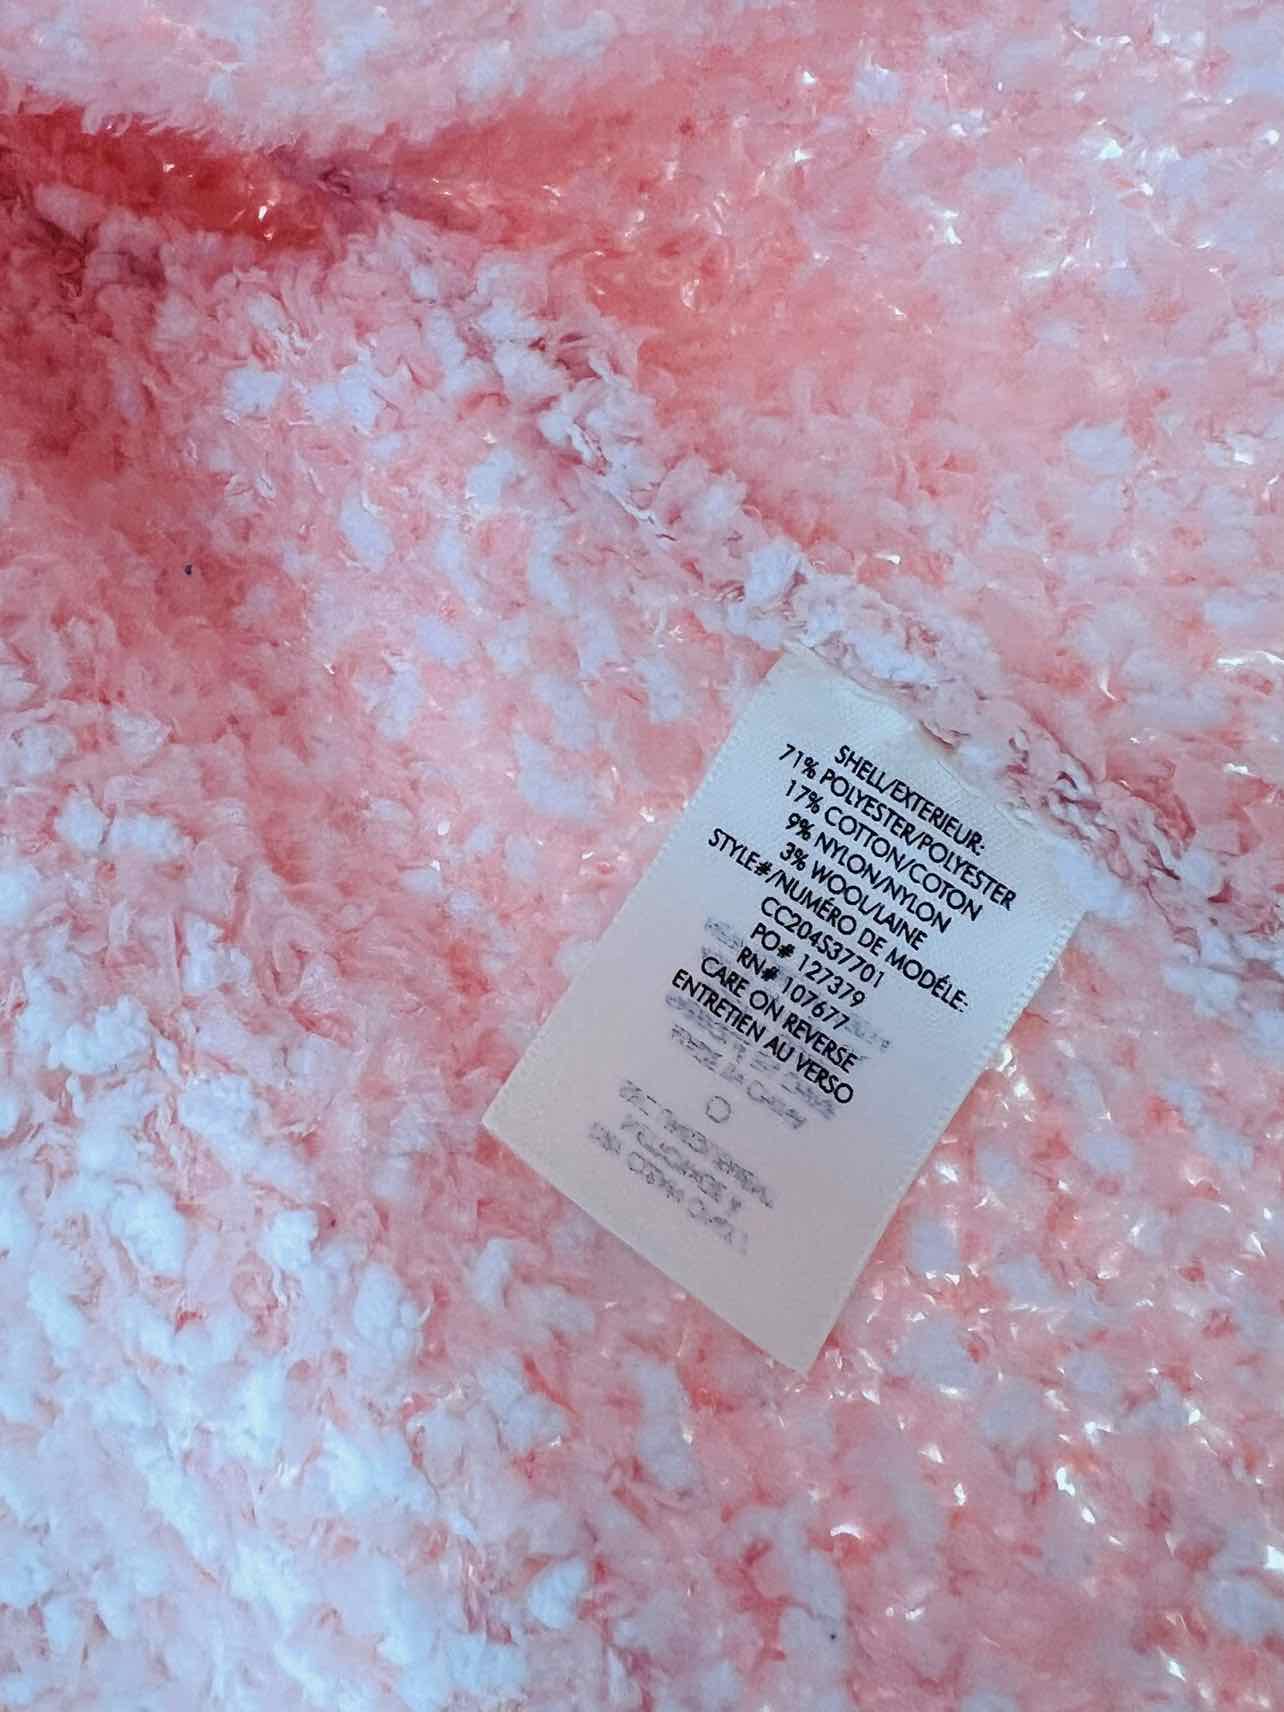 SHELL/EXTERIEUR:
71% POLYESTER/POLYESTER
17% COTTON/COTON
9% NYLON/NYLON
3% WOOL/LAINE
STYLE#/NUMÉRO DE MODÉLE:
CC204S37701
PO# 127379
RN# 107677
CARE ON REVERSE
ENTRETIEN AU VERSO